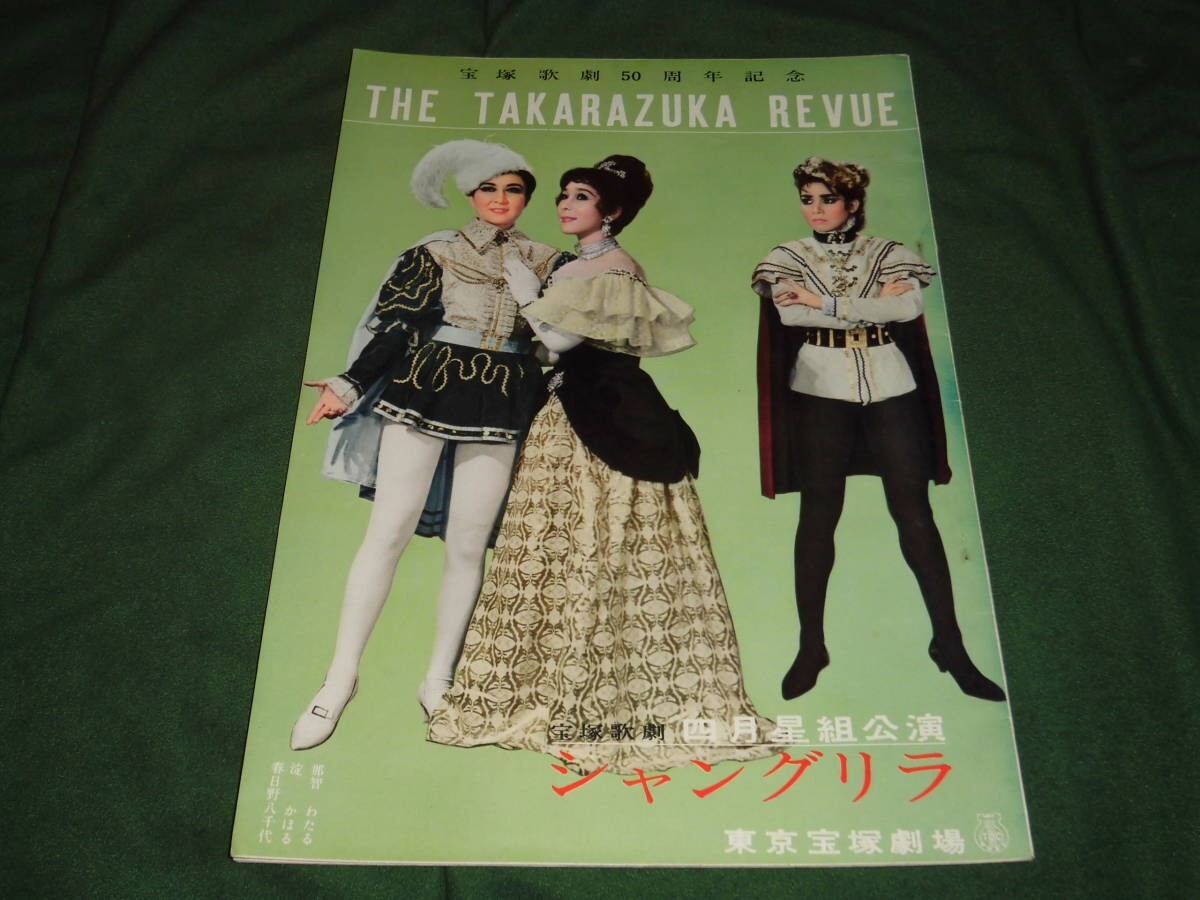 宝塚歌劇50周年記念
THE TAKARAZUKA REVUE
宝塚歌劇 四月星組公演
シャングリラ
那智 わたる
淀 かほる
春日野八千代
東京宝塚劇場